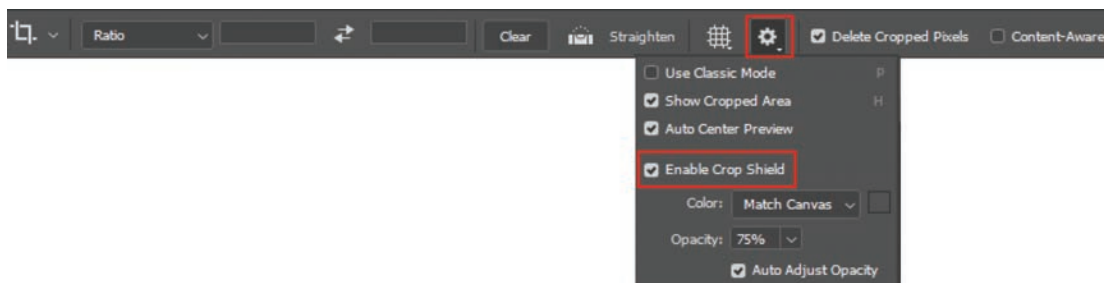 Ratio Clear Straighten Delete Cropped Pixels Content-Aware
Use Classic Mode P
Show Cropped Area H
Auto Center Preview
Enable Crop Shield
Color: Match Canvas
Opacity: 75%
Auto Adjust Opacity